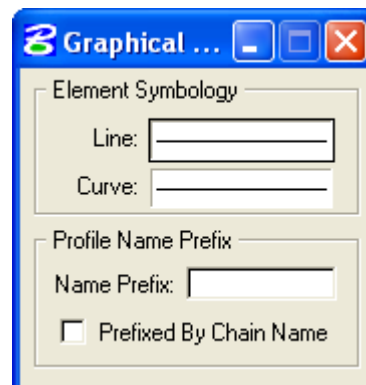 Graphical ...
Element Symbology
Line:
Curve:
Profile Name Prefix
Name Prefix:
Prefixed By Chain Name